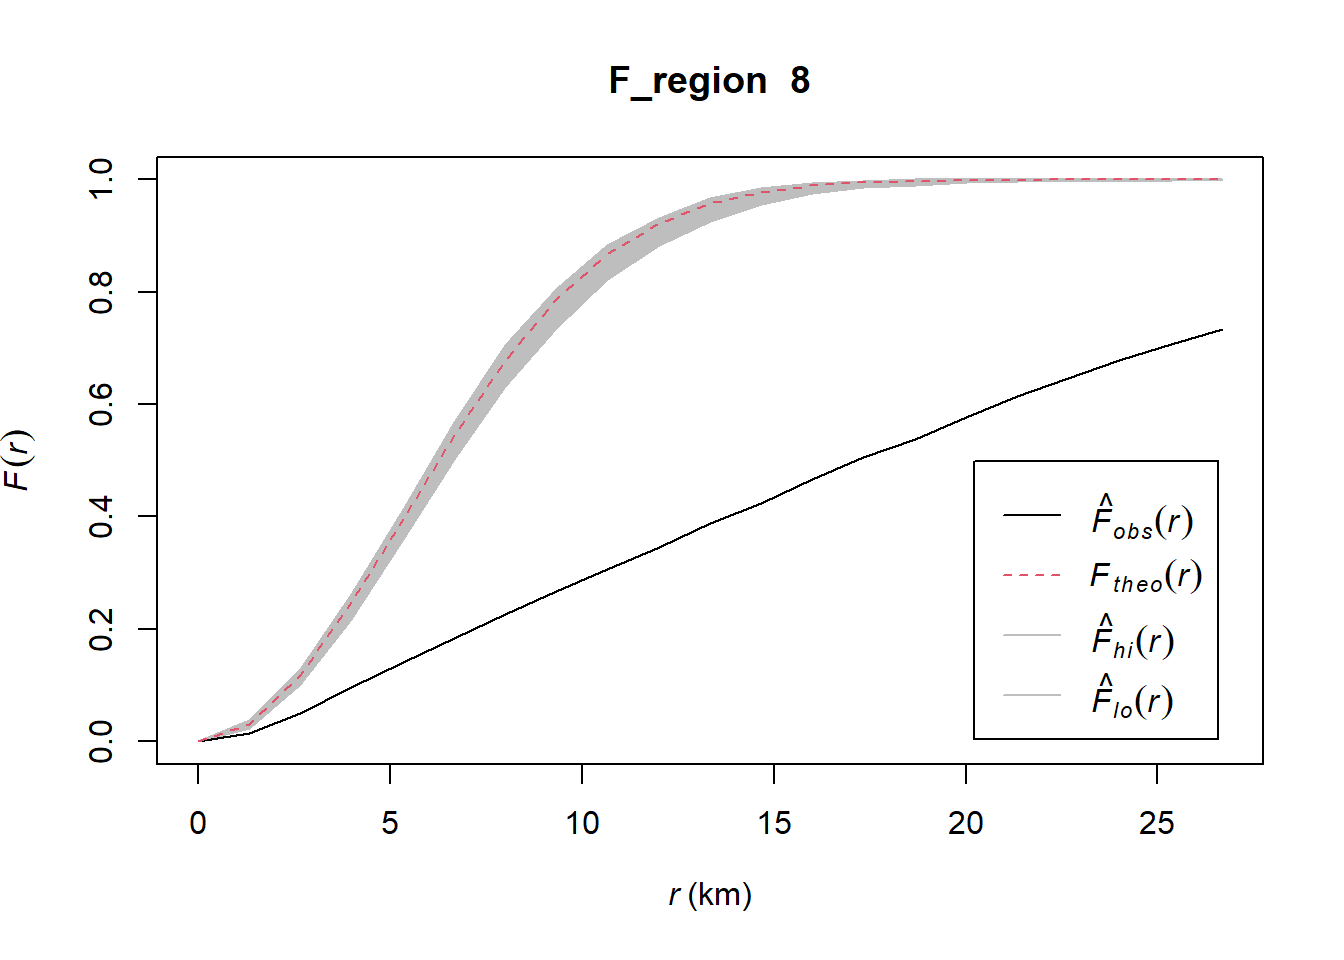 F_region  8
F(r)
1.0
0.8
0.6
0.4
0.2
0.0
F̂obs(r)
Ftheo(r)
F̂hi(r)
F̂lo(r)
0 5 10 15 20 25
r (km)